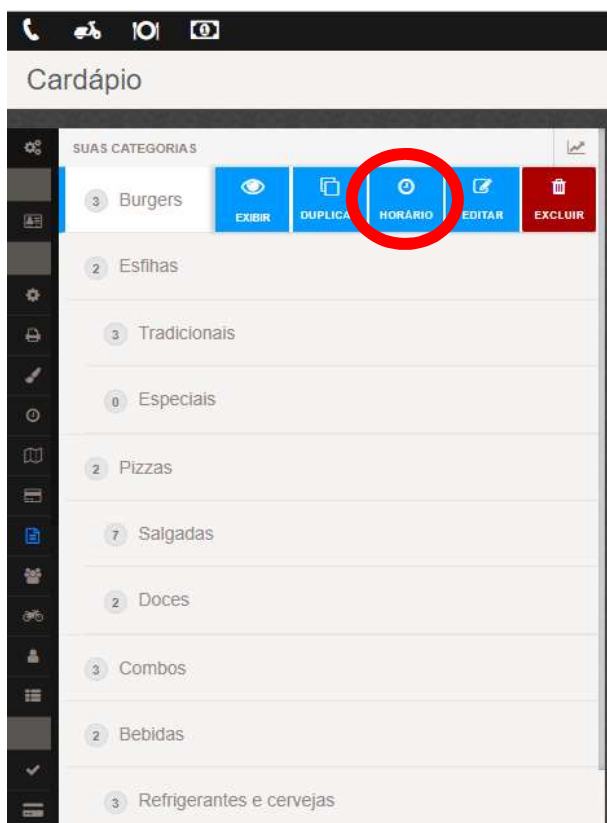 Cardápio
SUAS CATEGORIAS
3 Burgers EXIBIR DUPLICA HORÁRIO EDITAR EXCLUIR
2 Esfihas
3 Tradicionais
0 Especiais
2 Pizzas
7 Salgadas
2 Doces
3 Combos
2 Bebidas
3 Refrigerantes e cervejas